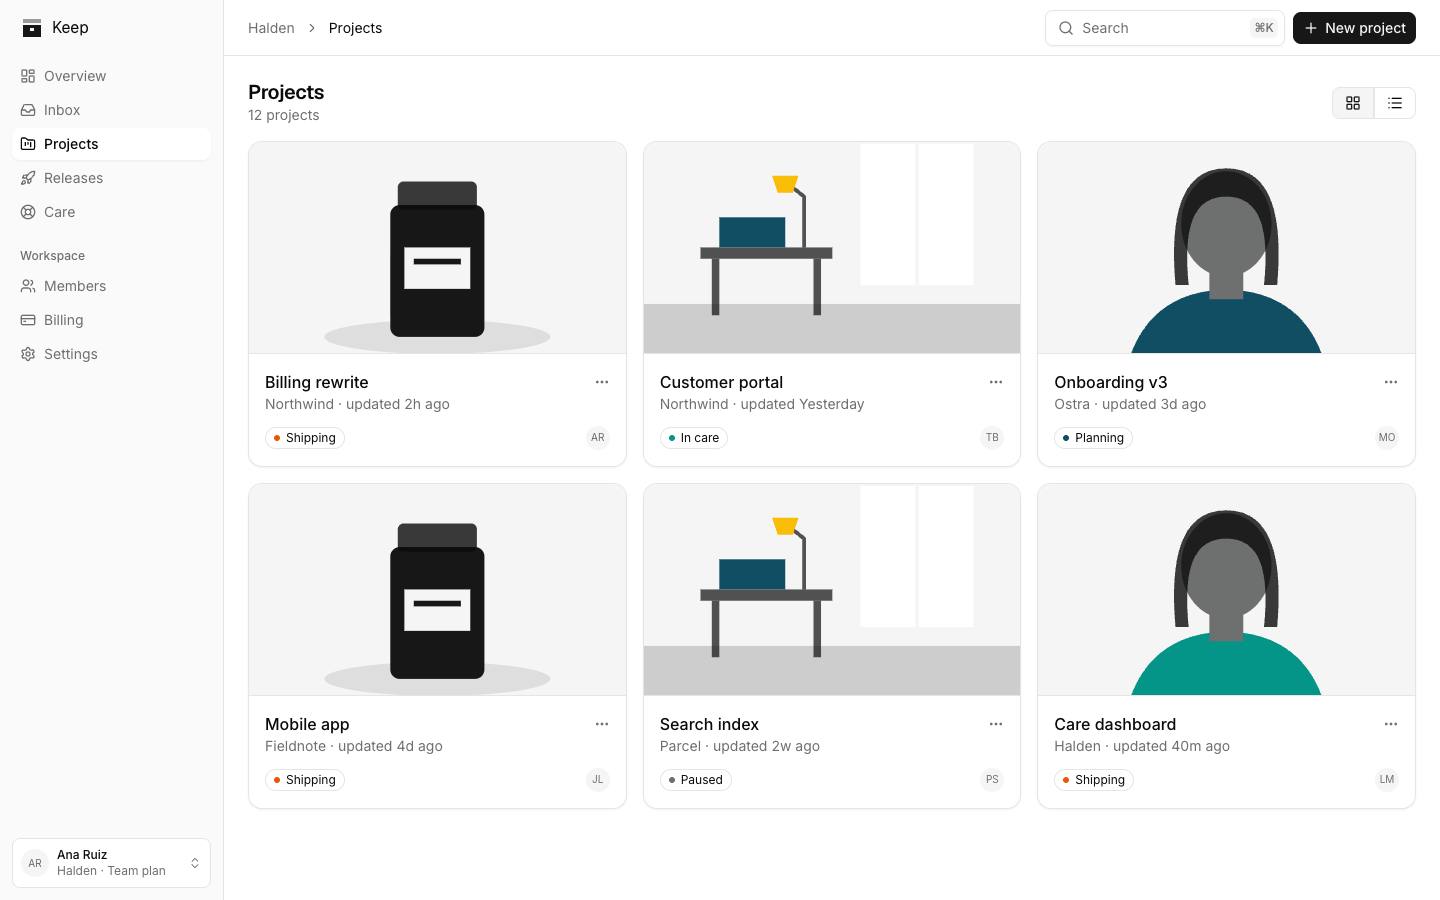 Keep
Halden
Projects
Search
⌘K
New project
Overview
Inbox
Projects
Releases
Care
Workspace
Members
Billing
Settings
Projects
12 projects
Billing rewrite
Northwind · updated 2h ago
Shipping
AR
Customer portal
Northwind · updated Yesterday
In care
TB
Onboarding v3
Ostra · updated 3d ago
Planning
MO
Mobile app
Fieldnote · updated 4d ago
Shipping
JL
Search index
Parcel · updated 2w ago
Paused
PS
Care dashboard
Halden · updated 40m ago
Shipping
LM
AR
Ana Ruiz
Halden · Team plan